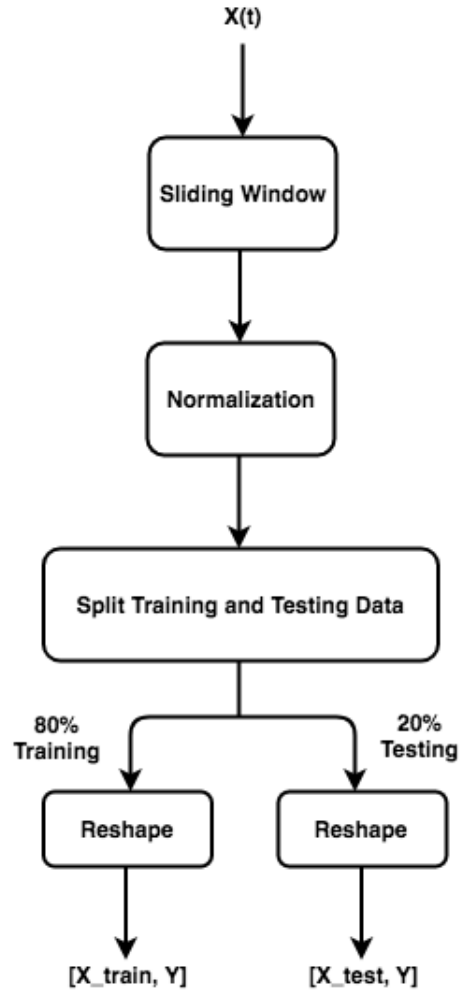 X(t)
Sliding Window
Normalization
Split Training and Testing Data
80%
Training
20%
Testing
Reshape
Reshape
[X_train, Y]
[X_test, Y]